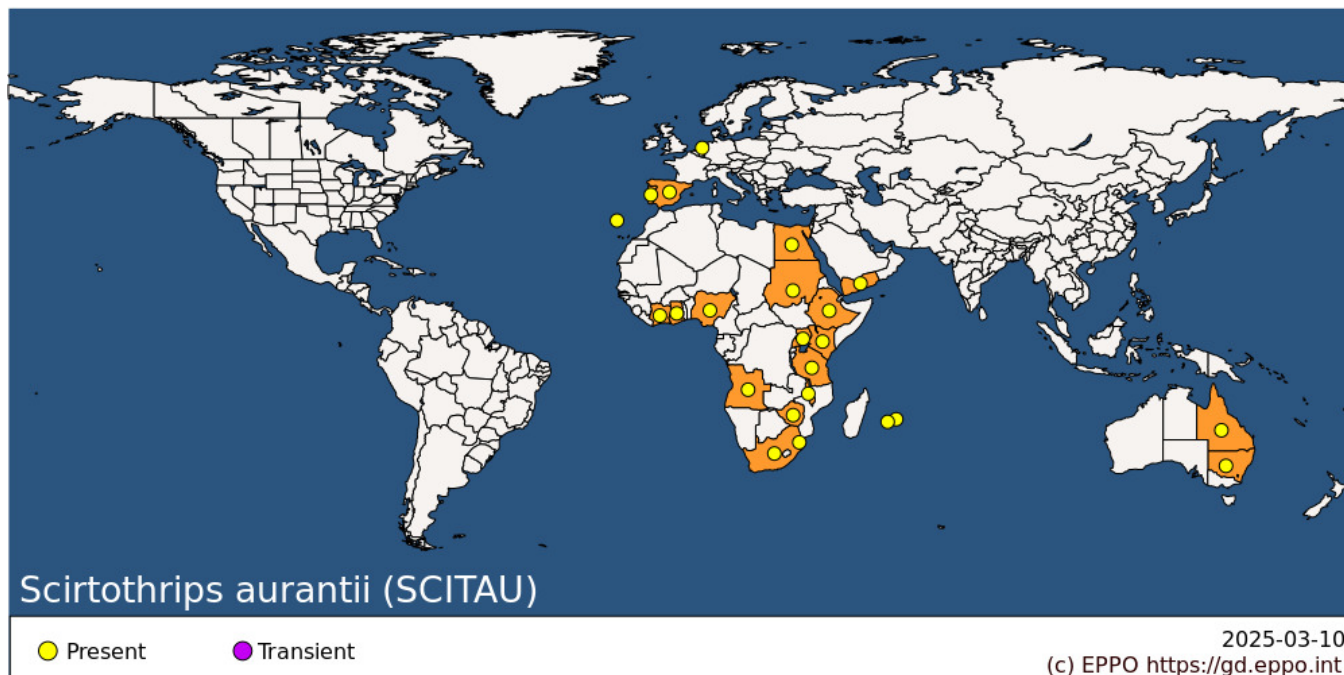 Scirtothrips aurantii (SCITAU)
Present
Transient
2025-03-10
(c) EPPO https://gd.eppo.int